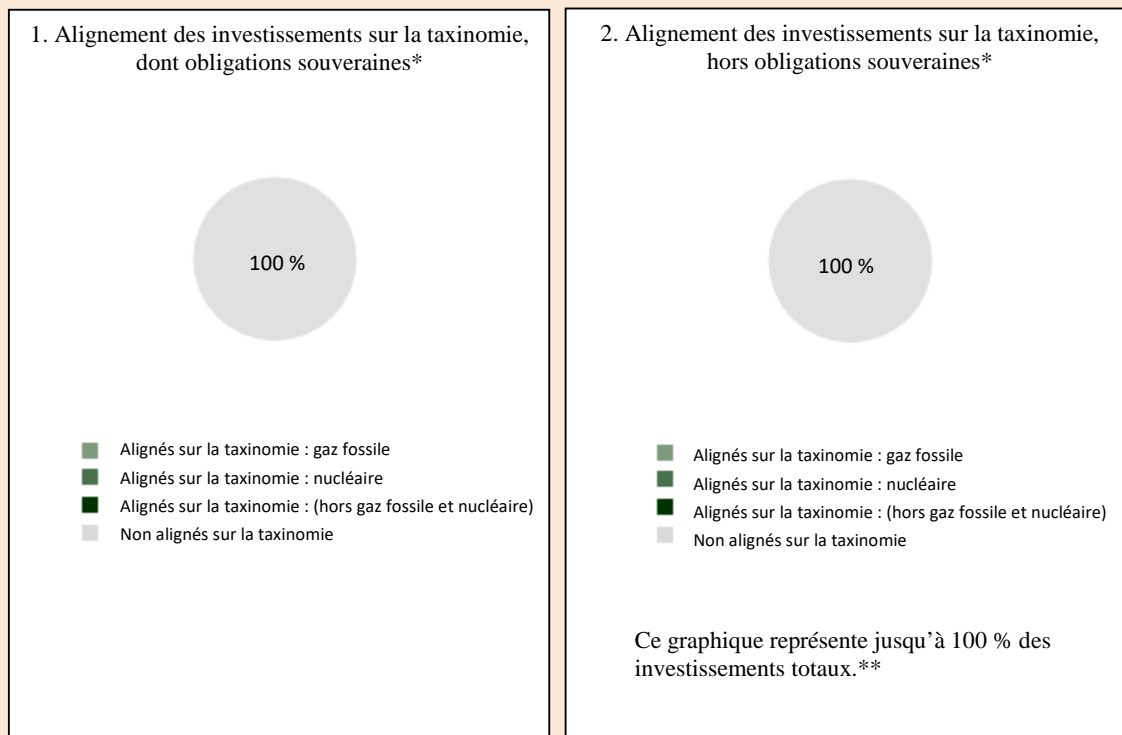 1. Alignement des investissements sur la taxinomie,
dont obligations souveraines*
100 %
Alignés sur la taxinomie : gaz fossile
Alignés sur la taxinomie : nucléaire
Alignés sur la taxinomie : (hors gaz fossile et nucléaire)
Non alignés sur la taxinomie
2. Alignement des investissements sur la taxinomie,
hors obligations souveraines*
100 %
Alignés sur la taxinomie : gaz fossile
Alignés sur la taxinomie : nucléaire
Alignés sur la taxinomie : (hors gaz fossile et nucléaire)
Non alignés sur la taxinomie
Ce graphique représente jusqu’à 100 % des
investissements totaux.**